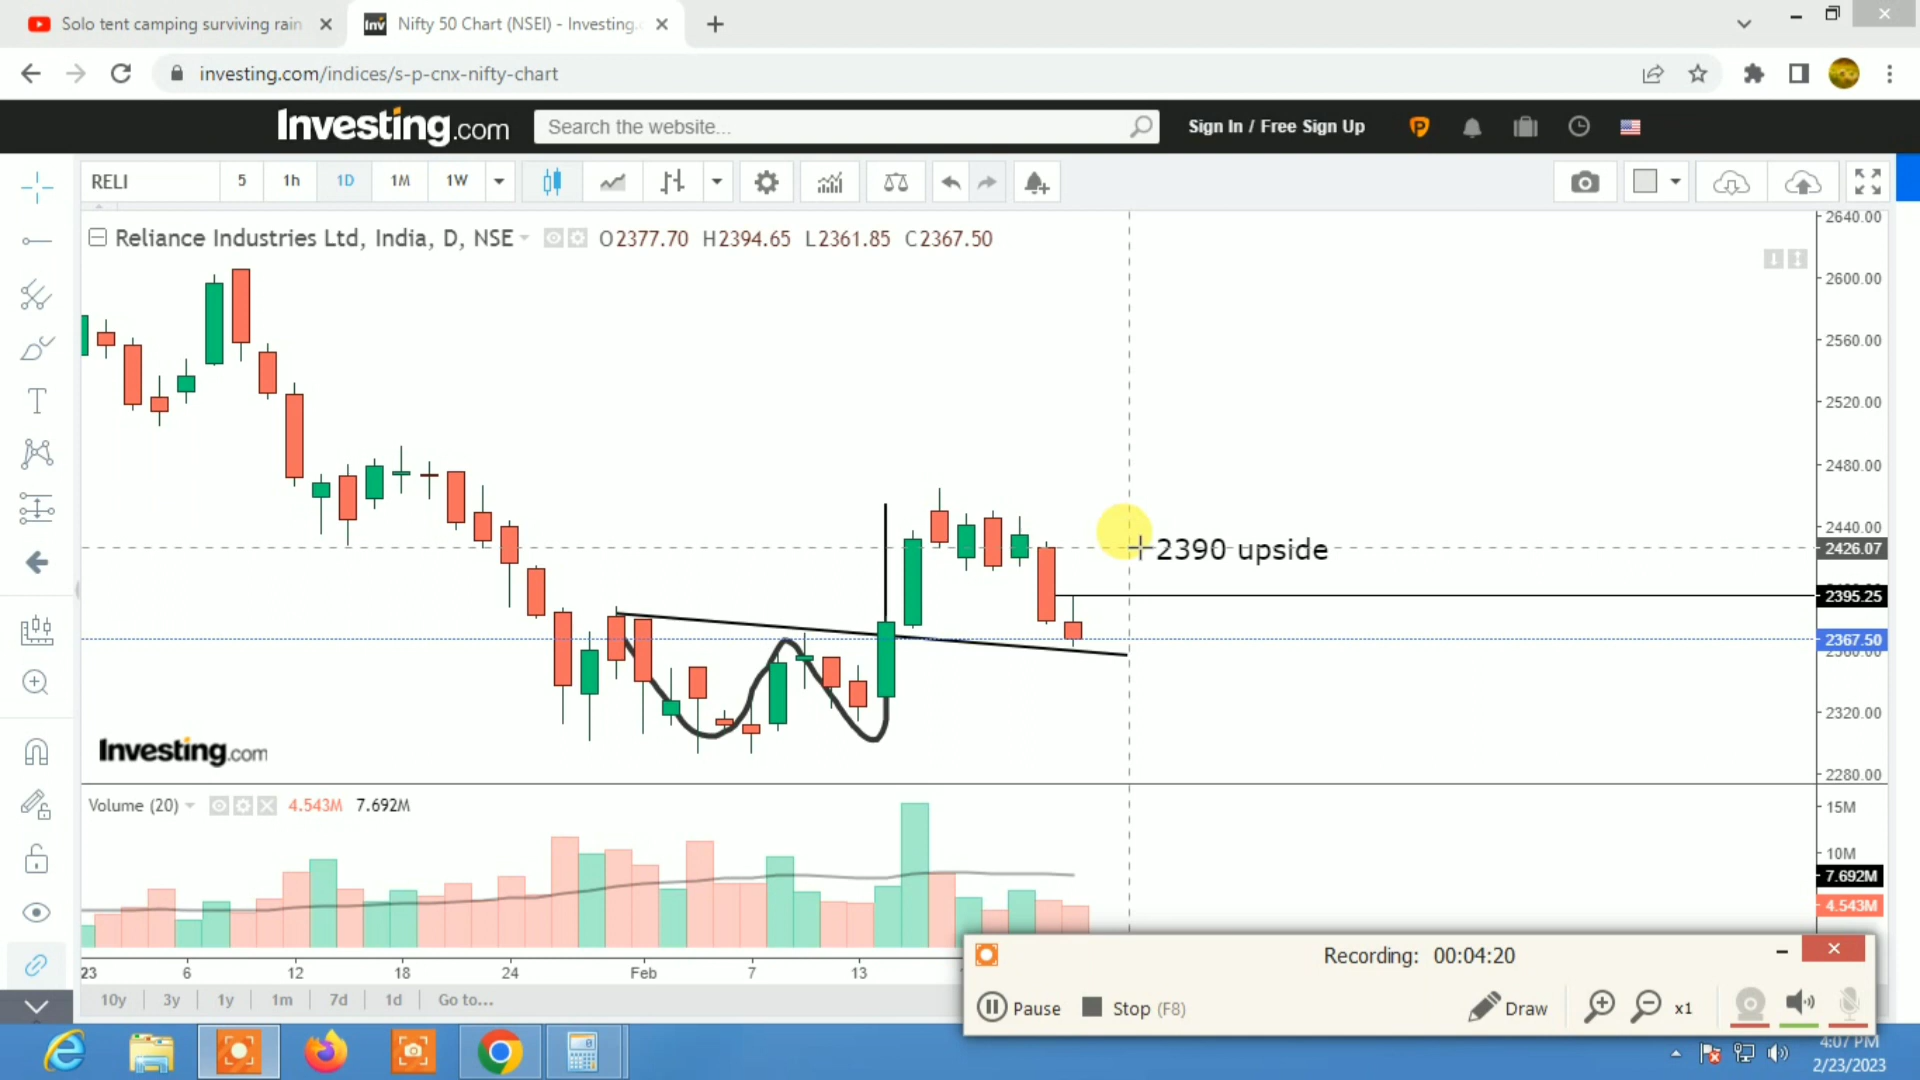 Solo tent camping surviving rain
Nifty 50 Chart (NSEI) - Investing.
investing.com/indices/s-p-cnx-nifty-chart
Investing.com
Search the website...
Sign In / Free Sign Up
P
RELI 5 1h 1D 1M 1W
Reliance Industries Ltd, India, D, NSE O2377.70 H2394.65 L2361.85 C2367.50
2640.00
2600.00
2560.00
2520.00
2480.00
2440.00
2426.07
2390 upside
2395.25
2367.50
2360.00
2320.00
2280.00
Investing.com
Volume (20) 4.543M 7.692M
15M
10M
7.692M
4.543M
23 6 12 18 24 Feb 7 13
10y 3y 1y 1m 7d 1d Go to...
Recording: 00:04:20
Pause Stop (F8) Draw x1
4:07 PM
2/23/2023